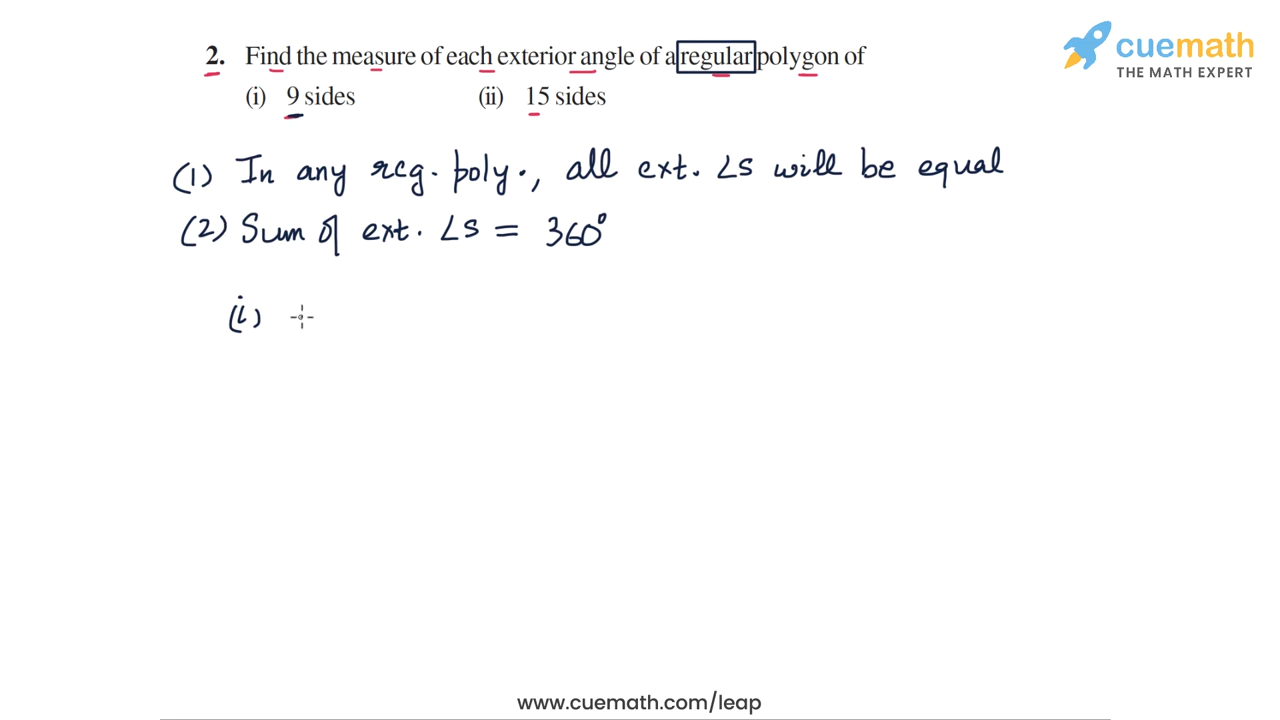 2. Find the measure of each exterior angle of a regular polygon of
(i) 9 sides (ii) 15 sides
cuemath
THE MATH EXPERT
(1) In any reg. poly., all ext. ∠s will be equal
(2) Sum of ext. ∠s = 360°
(i)
www.cuemath.com/leap